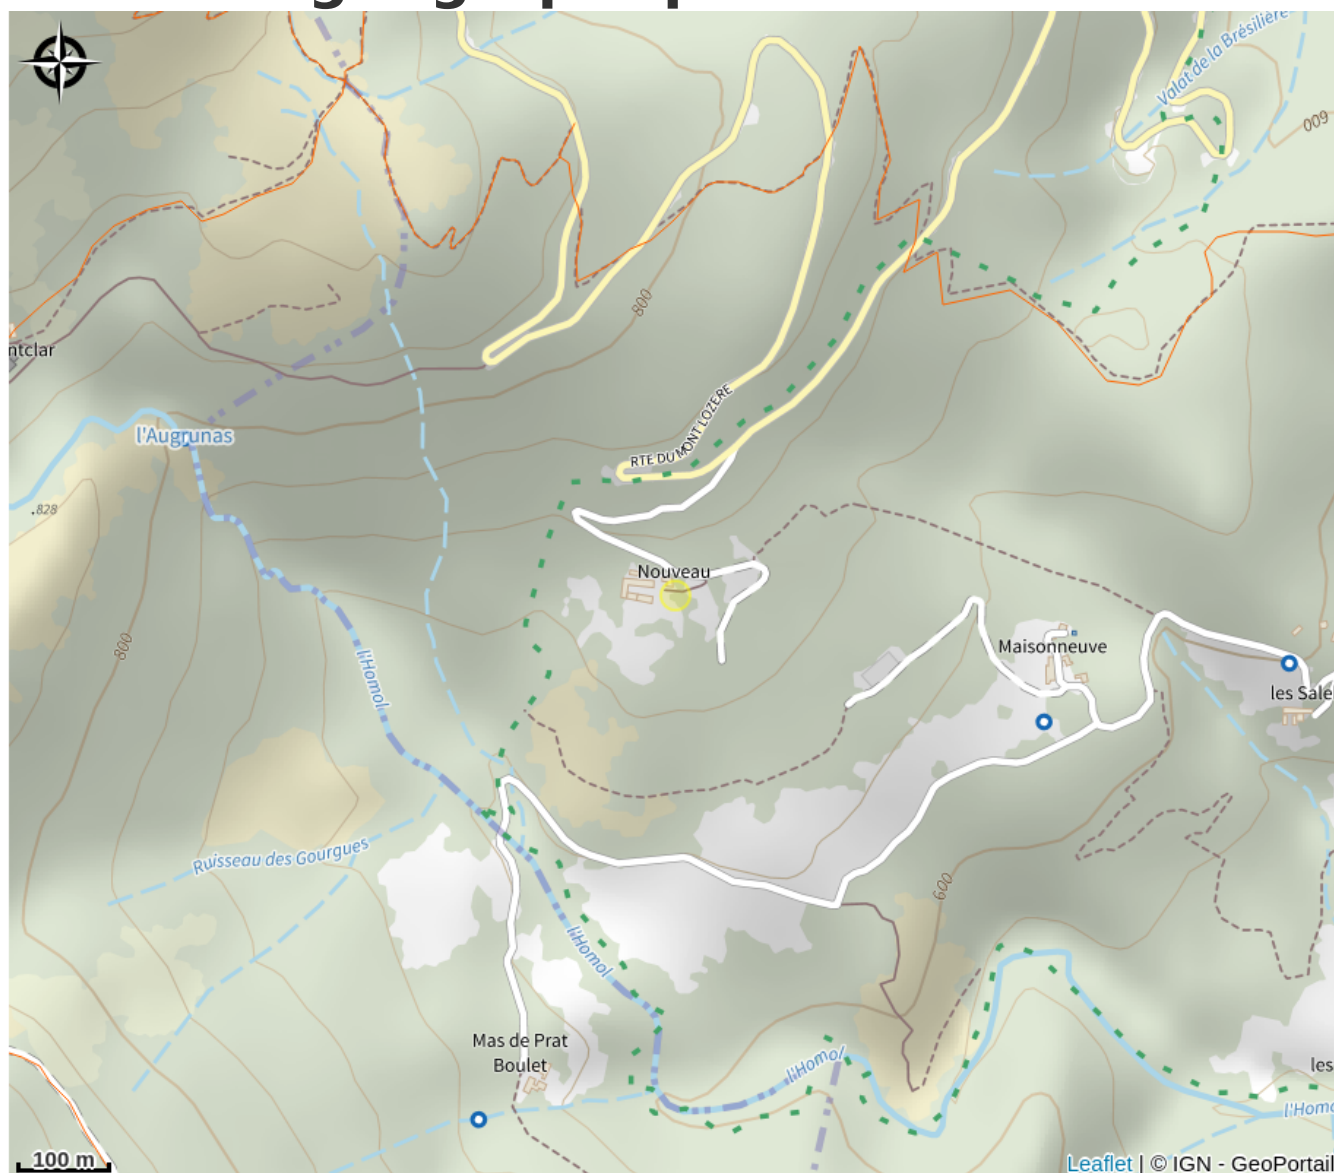 Valat de la Brésilière
600
800
ntclar
RTE DU MONT LOZERE
l'Augrunas
.828
Nouveau
800
Maisonneuve
l'Homol
les Sale
Ruisseau des Gourgues
600
l'Homol
Mas de Prat
Boulet
l'Homol
les
l'Homo
100 m
Leaflet | © IGN - GeoPortail